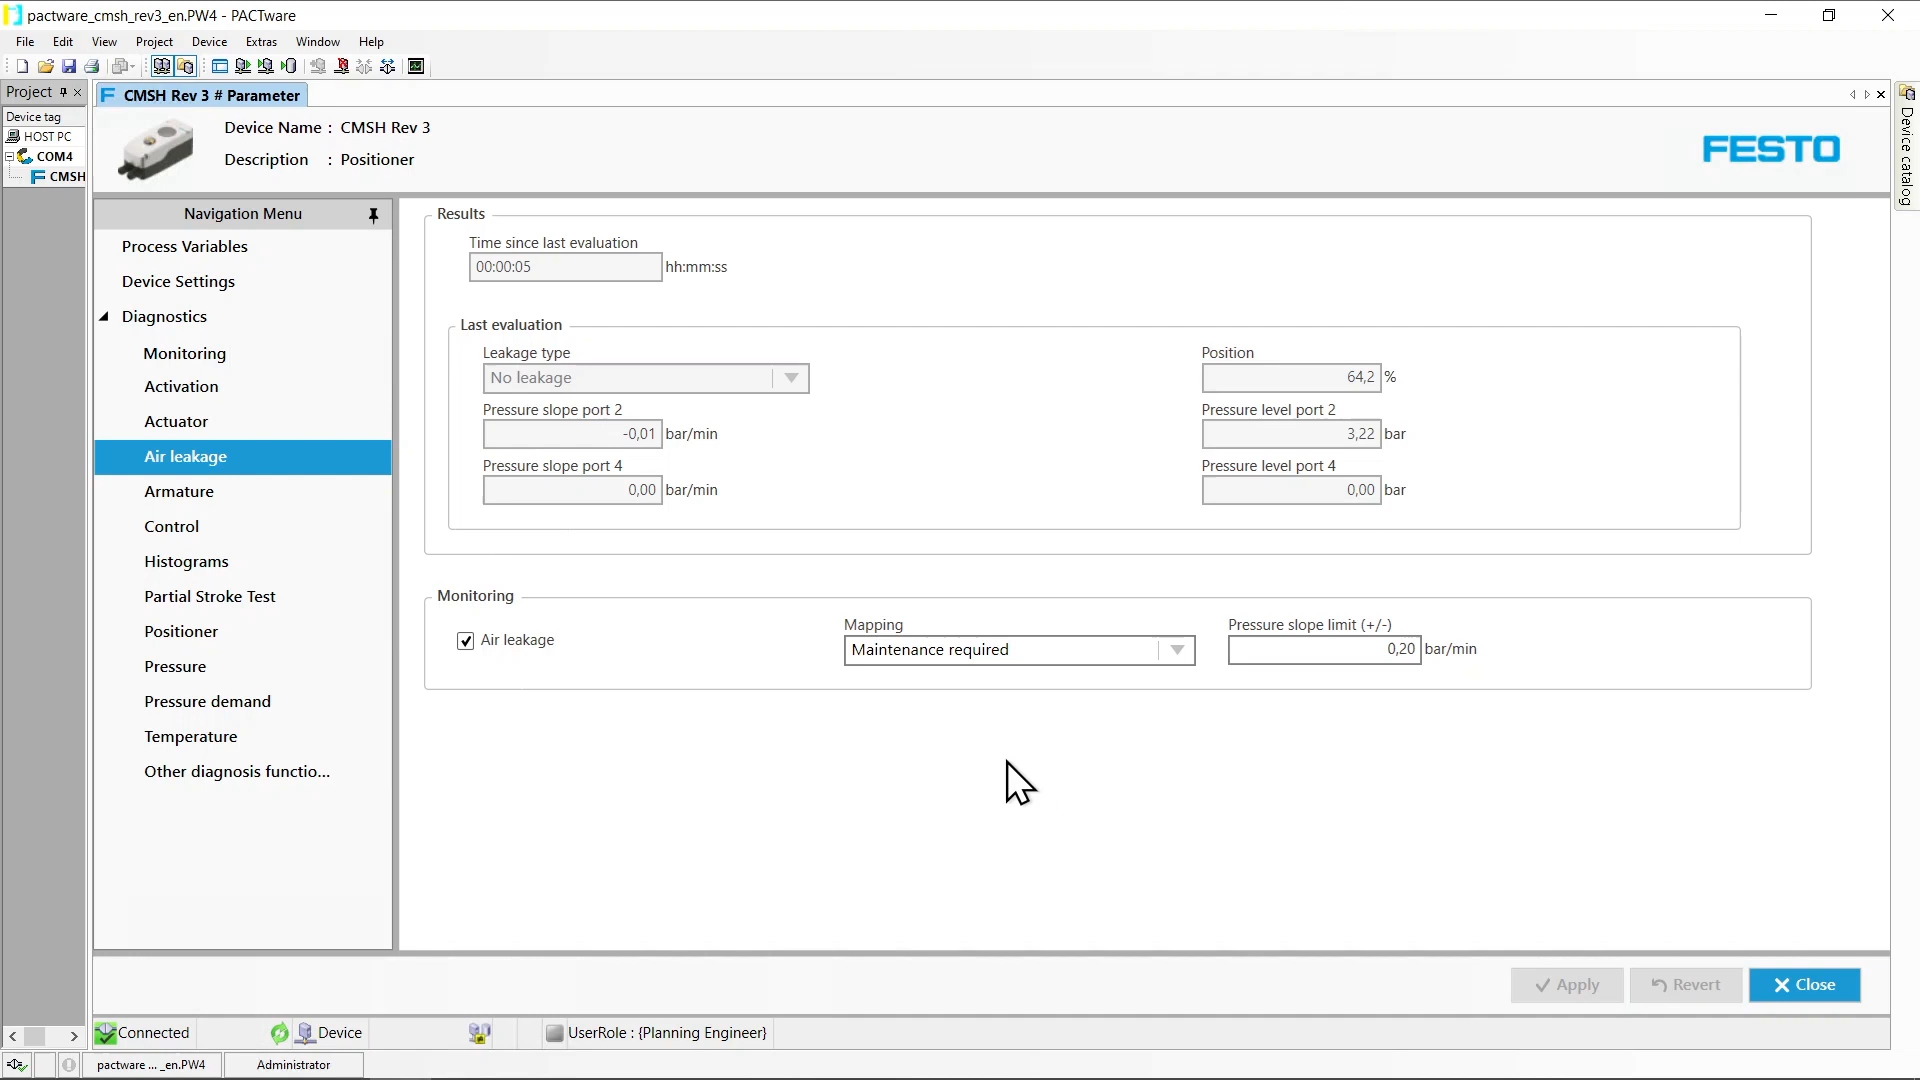 pactware_cmsh_rev3_en.PW4 - PACTware
File Edit View Project Device Extras Window Help
Project
CMSH Rev 3 # Parameter
Device tag
HOST PC
COM4
CMSH
Device Name : CMSH Rev 3
Description : Positioner
FESTO
Device catalog
Navigation Menu
Process Variables
Device Settings
Diagnostics
Monitoring
Activation
Actuator
Air leakage
Armature
Control
Histograms
Partial Stroke Test
Positioner
Pressure
Pressure demand
Temperature
Other diagnosis functio...
Results
Time since last evaluation
00:00:05 hh:mm:ss
Last evaluation
Leakage type
No leakage
Position
64,2 %
Pressure slope port 2
-0,01 bar/min
Pressure level port 2
3,22 bar
Pressure slope port 4
0,00 bar/min
Pressure level port 4
0,00 bar
Monitoring
Air leakage
Mapping
Maintenance required
Pressure slope limit (+/-)
0,20 bar/min
Apply Revert Close
Connected Device UserRole : {Planning Engineer}
pactware ... _en.PW4 Administrator